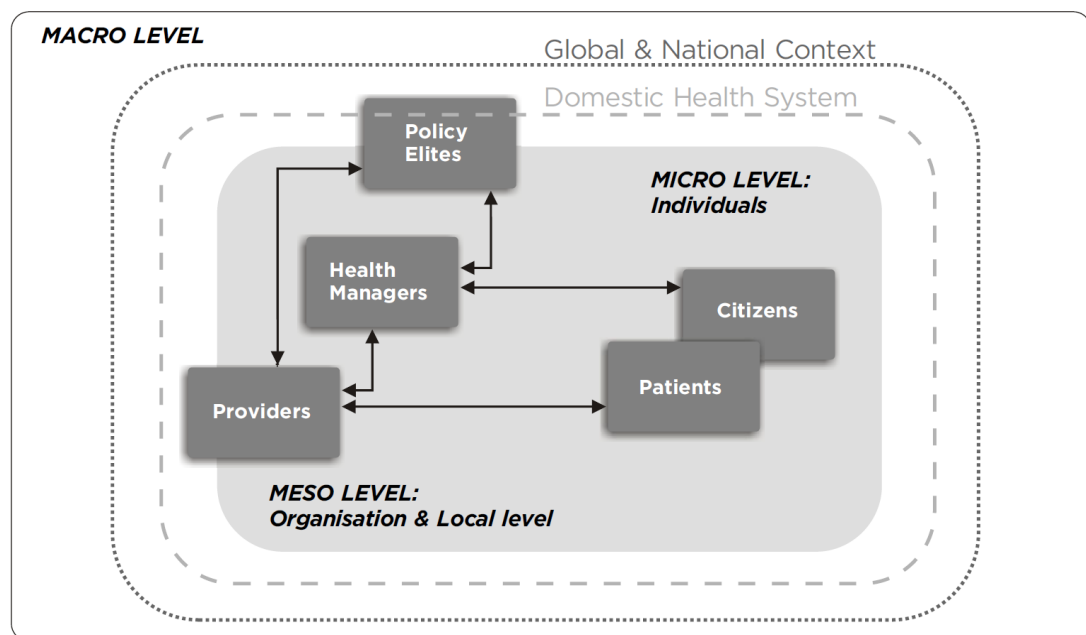 MACRO LEVEL
Global & National Context
Domestic Health System
Policy
Elites
MICRO LEVEL:
Individuals
Health
Managers
Citizens
Patients
Providers
MESO LEVEL:
Organisation & Local level